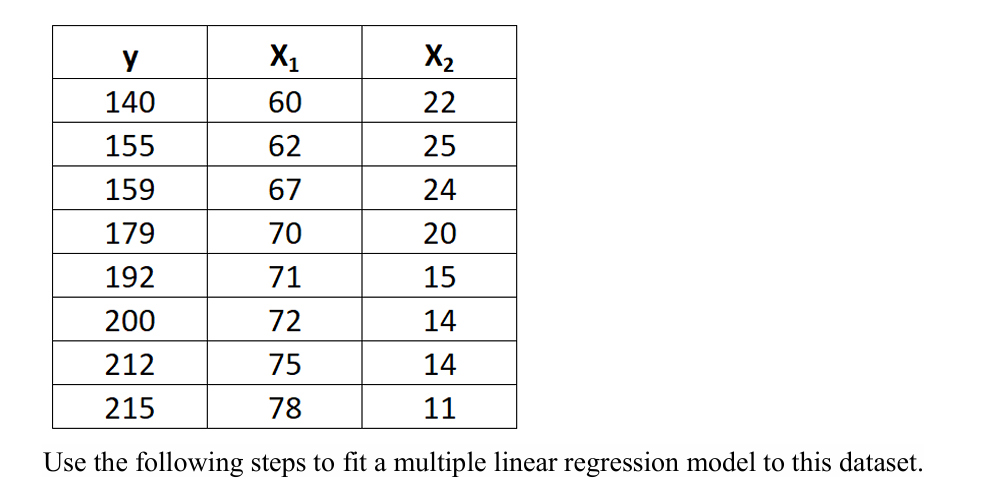 y X₁ X₂
140 60 22
155 62 25
159 67 24
179 70 20
192 71 15
200 72 14
212 75 14
215 78 11
Use the following steps to fit a multiple linear regression model to this dataset.